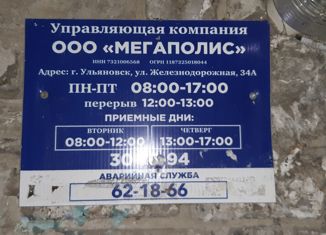 Управляющая компания
ООО «МЕГАПОЛИС»
ИНН 7321006568 ОГРН 1187325018044
Адрес: г. Ульяновск, ул. Железнодорожная, 34А
ПН-ПТ 08:00-17:00
перерыв 12:00-13:00
ПРИЕМНЫЕ ДНИ:
ВТОРНИК ЧЕТВЕРГ
08:00-12:00 13:00-17:00
94
АВАРИЙНАЯ СЛУЖБА
62-18-66